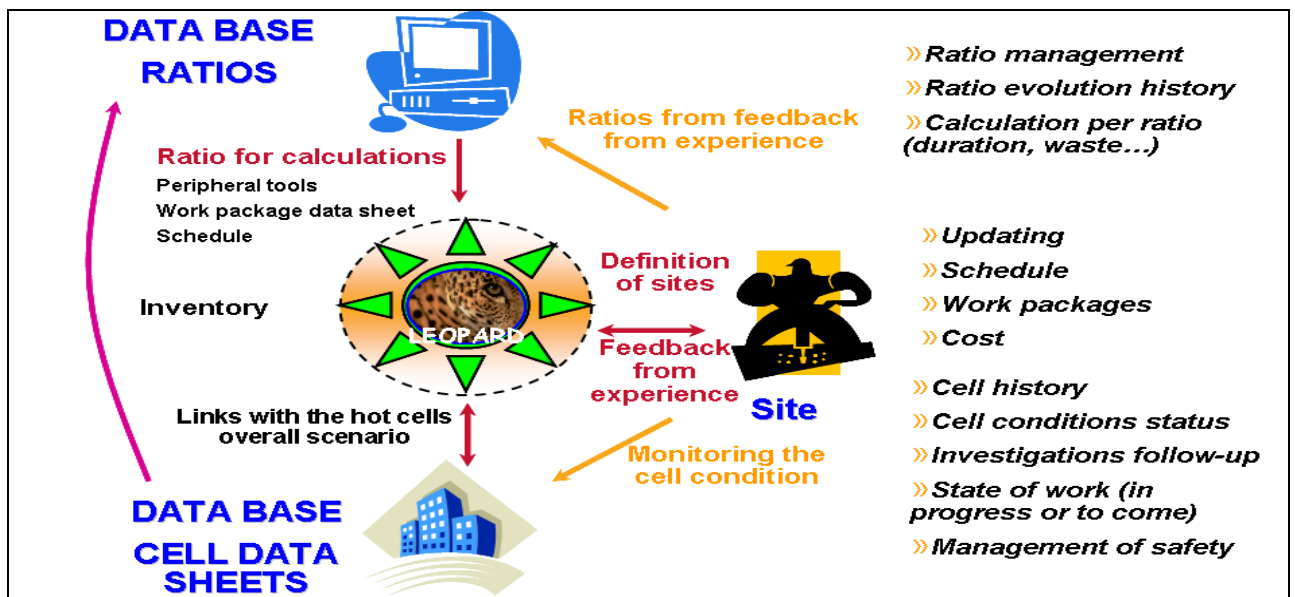 DATA BASE
RATIOS
Ratio for calculations
Peripheral tools
Work package data sheet
Schedule
Inventory
LEOPARD
Links with the hot cells
overall scenario
DATA BASE
CELL DATA
SHEETS
Ratios from feedback
from experience
Definition
of sites
Feedback
from
experience
Site
Monitoring the
cell condition
»Ratio management
»Ratio evolution history
»Calculation per ratio
(duration, waste…)
»Updating
»Schedule
»Work packages
»Cost
»Cell history
»Cell conditions status
»Investigations follow-up
»State of work (in
progress or to come)
»Management of safety